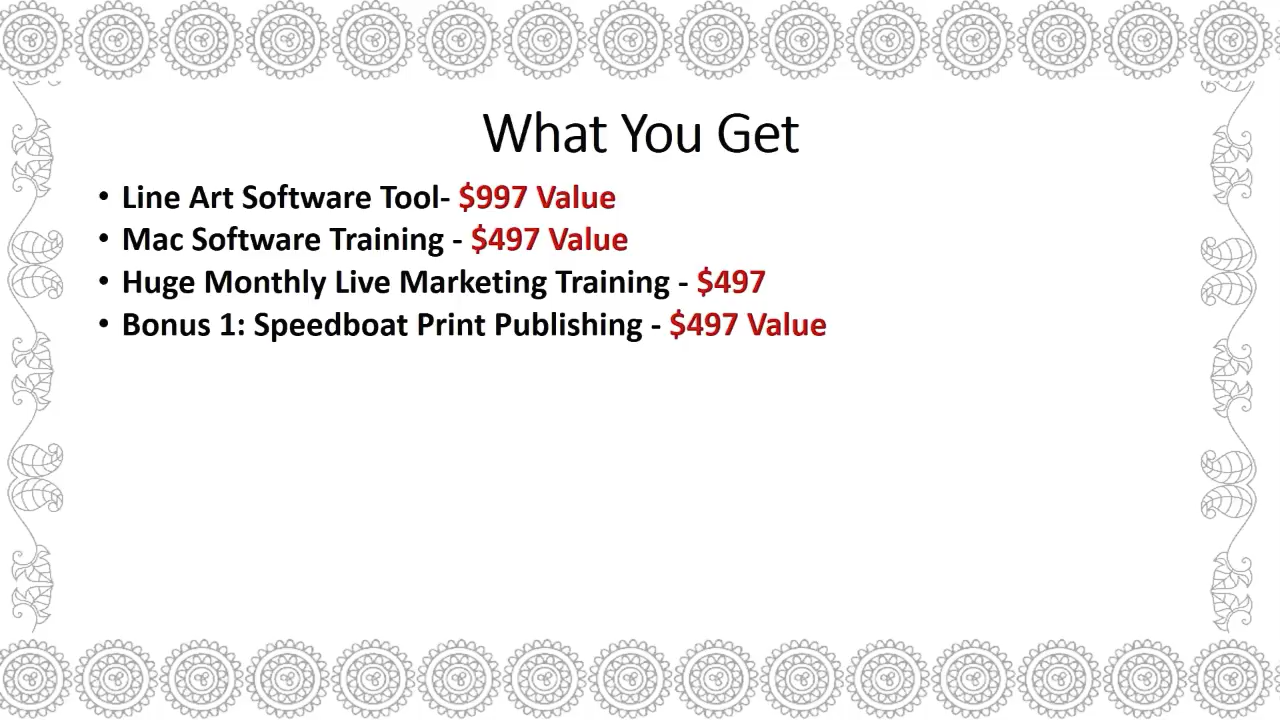 What You Get
• Line Art Software Tool- $997 Value
• Mac Software Training - $497 Value
• Huge Monthly Live Marketing Training - $497
• Bonus 1: Speedboat Print Publishing - $497 Value